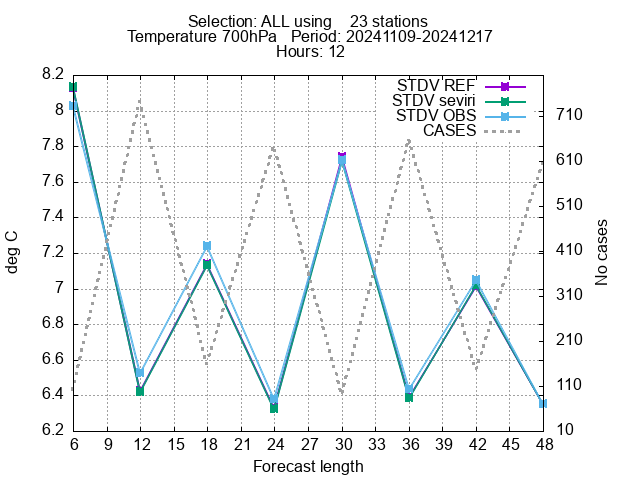 Selection: ALL using 23 stations
Temperature 700hPa Period: 20241109-20241217
Hours: 12
STDV REF
STDV seviri
STDV OBS
CASES
8.2
8
7.8
7.6
7.4
7.2
7
6.8
6.6
6.4
6.2
deg C
710
610
510
410
310
210
110
10
No cases
6 9 12 15 18 21 24 27 30 33 36 39 42 45 48
Forecast length